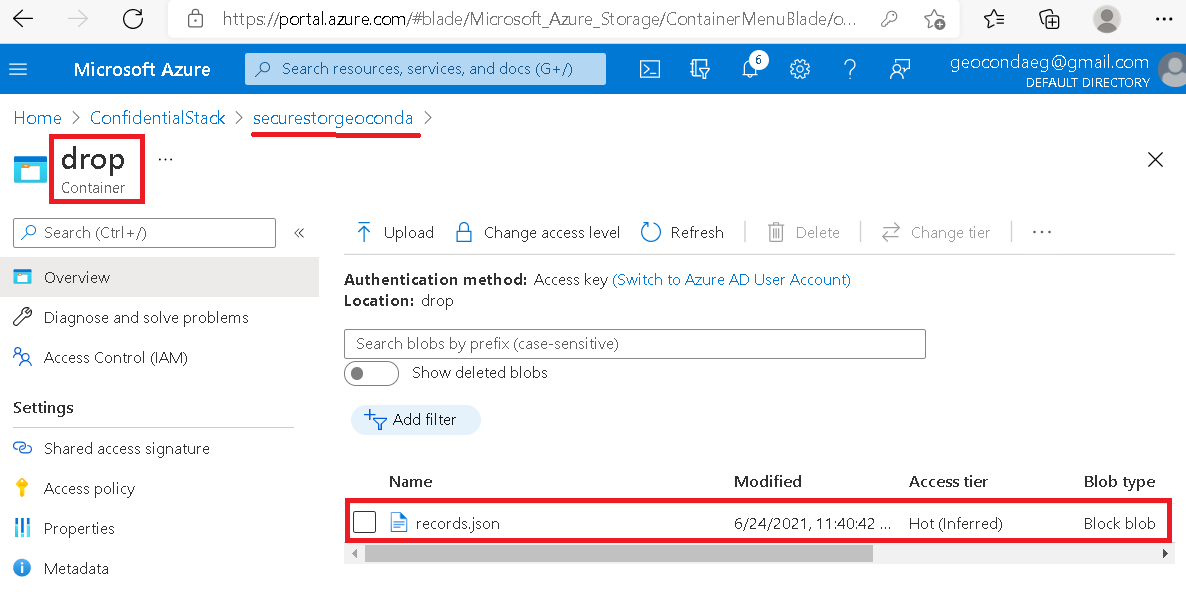 https://portal.azure.com/#blade/Microsoft_Azure_Storage/ContainerMenuBlade/o...
Microsoft Azure
Search resources, services, and docs (G+/)
6
geocondaeg@gmail.com
DEFAULT DIRECTORY
Home > ConfidentialStack > securestorgeoconda >
drop ...
Container
Search (Ctrl+/) «
Upload Change access level Refresh Delete Change tier ...
Overview
Diagnose and solve problems
Access Control (IAM)
Settings
Shared access signature
Access policy
Properties
Metadata
Authentication method: Access key (Switch to Azure AD User Account)
Location: drop
Search blobs by prefix (case-sensitive)
Show deleted blobs
Add filter
Name Modified Access tier Blob type
records.json 6/24/2021, 11:40:42 ... Hot (Inferred) Block blob